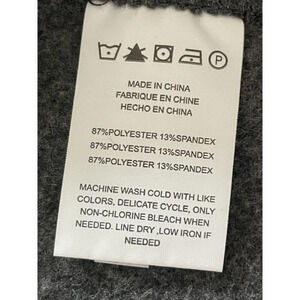 MADE IN CHINA
FABRIQUE EN CHINE
HECHO EN CHINA
87%POLYESTER 13%SPANDEX
87%POLYESTER 13%SPANDEX
87%POLYESTER 13%SPANDEX
MACHINE WASH COLD WITH LIKE
COLORS, DELICATE CYCLE, ONLY
NON-CHLORINE BLEACH WHEN
NEEDED. LINE DRY ,LOW IRON IF
NEEDED